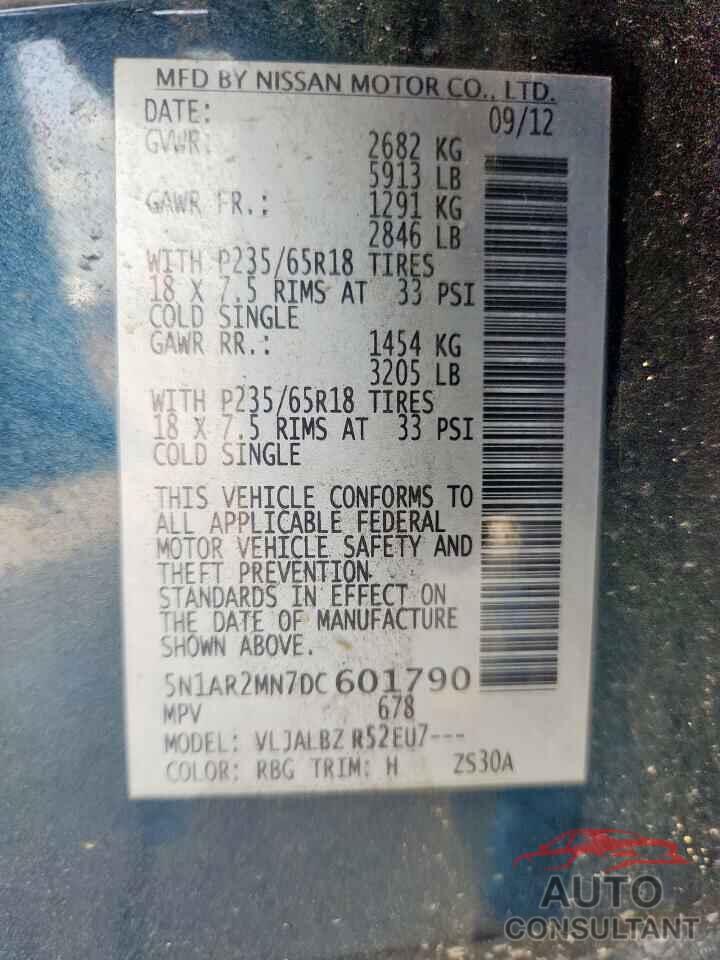 MFD BY NISSAN MOTOR CO., LTD.
DATE: 09/12
GVWR: 2682 KG
5913 LB
GAWR FR.: 1291 KG
2846 LB
WITH P235/65R18 TIRES
18 X 7.5 RIMS AT 33 PSI
COLD SINGLE
GAWR RR.: 1454 KG
3205 LB
WITH P235/65R18 TIRES
18 X 7.5 RIMS AT 33 PSI
COLD SINGLE
THIS VEHICLE CONFORMS TO
ALL APPLICABLE FEDERAL
MOTOR VEHICLE SAFETY AND
THEFT PREVENTION
STANDARDS IN EFFECT ON
THE DATE OF MANUFACTURE
SHOWN ABOVE.
5N1AR2MN7DC 601790
MPV 678
MODEL: VLJALBZ R52EU7---
COLOR: RBG TRIM: H ZS30A
AUTO
CONSULTANT